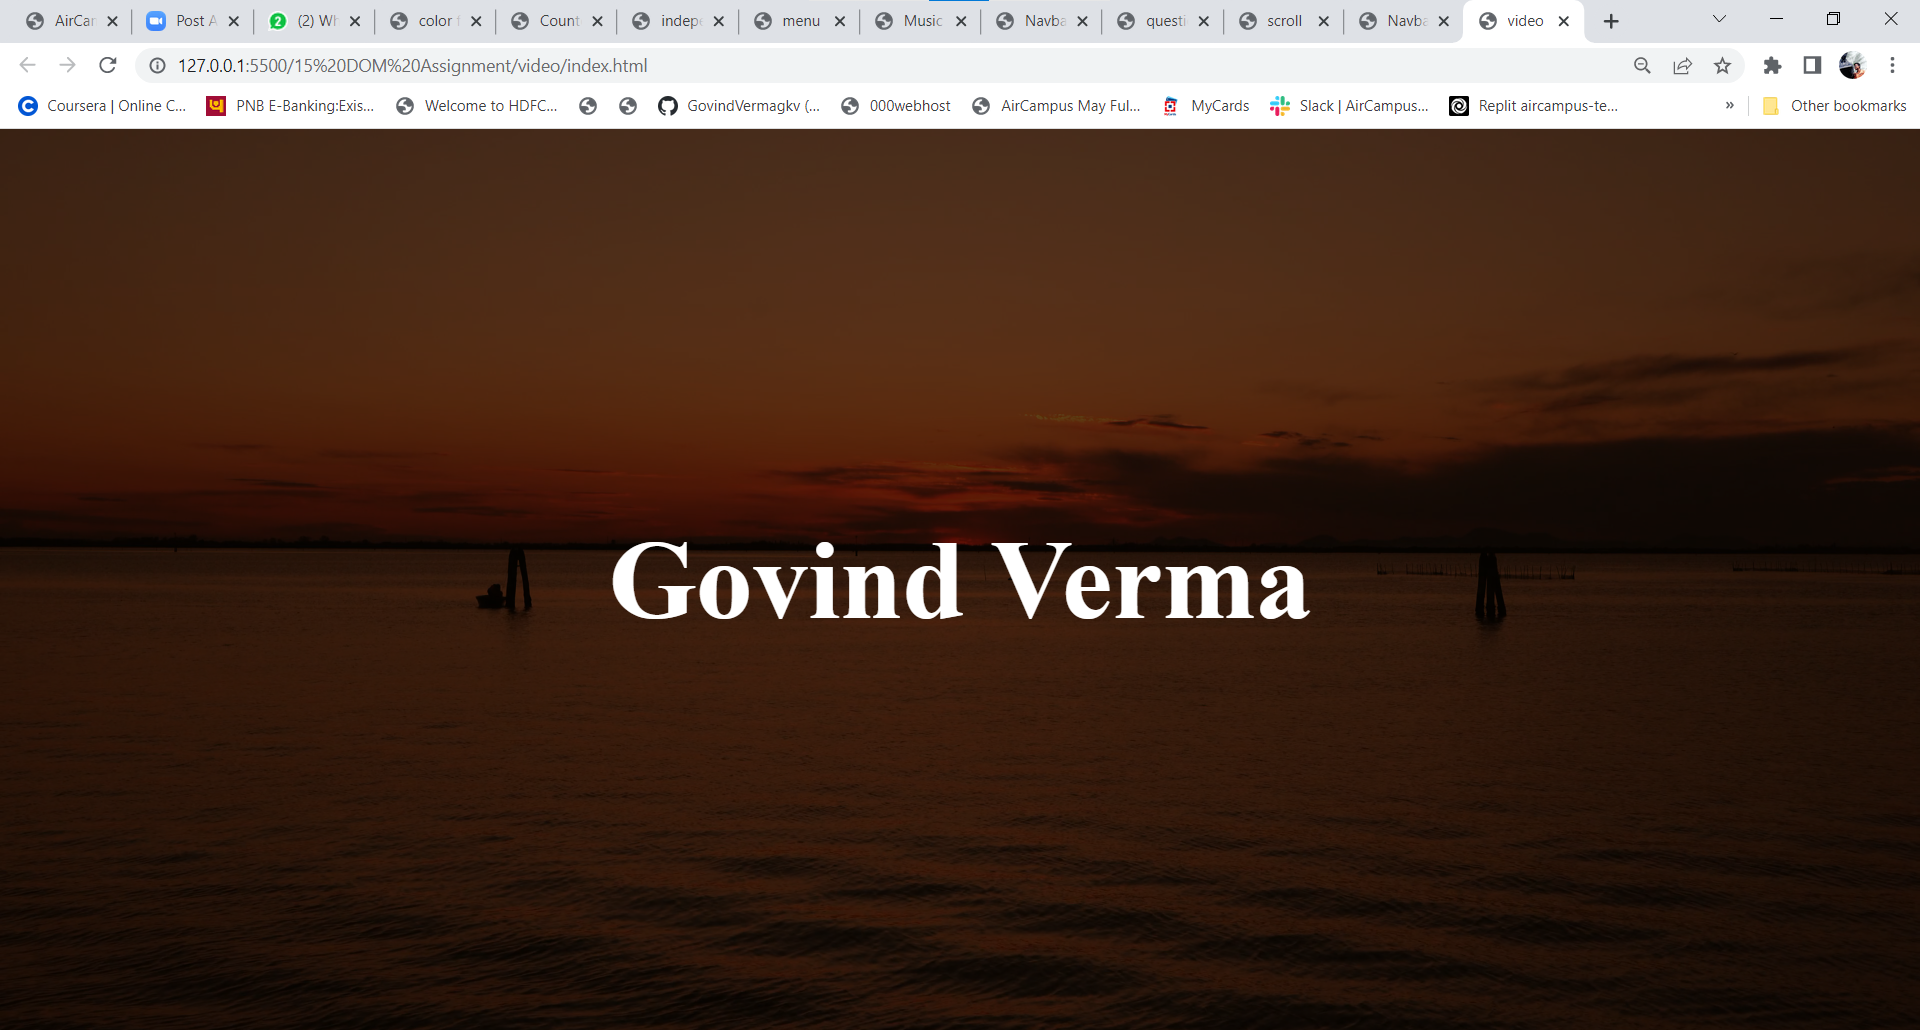 AirCar Post A (2) Wh color f Count indepe menu Music Navba questi scroll Navba video
127.0.0.1:5500/15%20DOM%20Assignment/video/index.html
Coursera | Online C... PNB E-Banking:Exis... Welcome to HDFC... GovindVermagkv (... 000webhost AirCampus May Ful... MyCards Slack | AirCampus... Replit aircampus-te... » Other bookmarks
Govind Verma